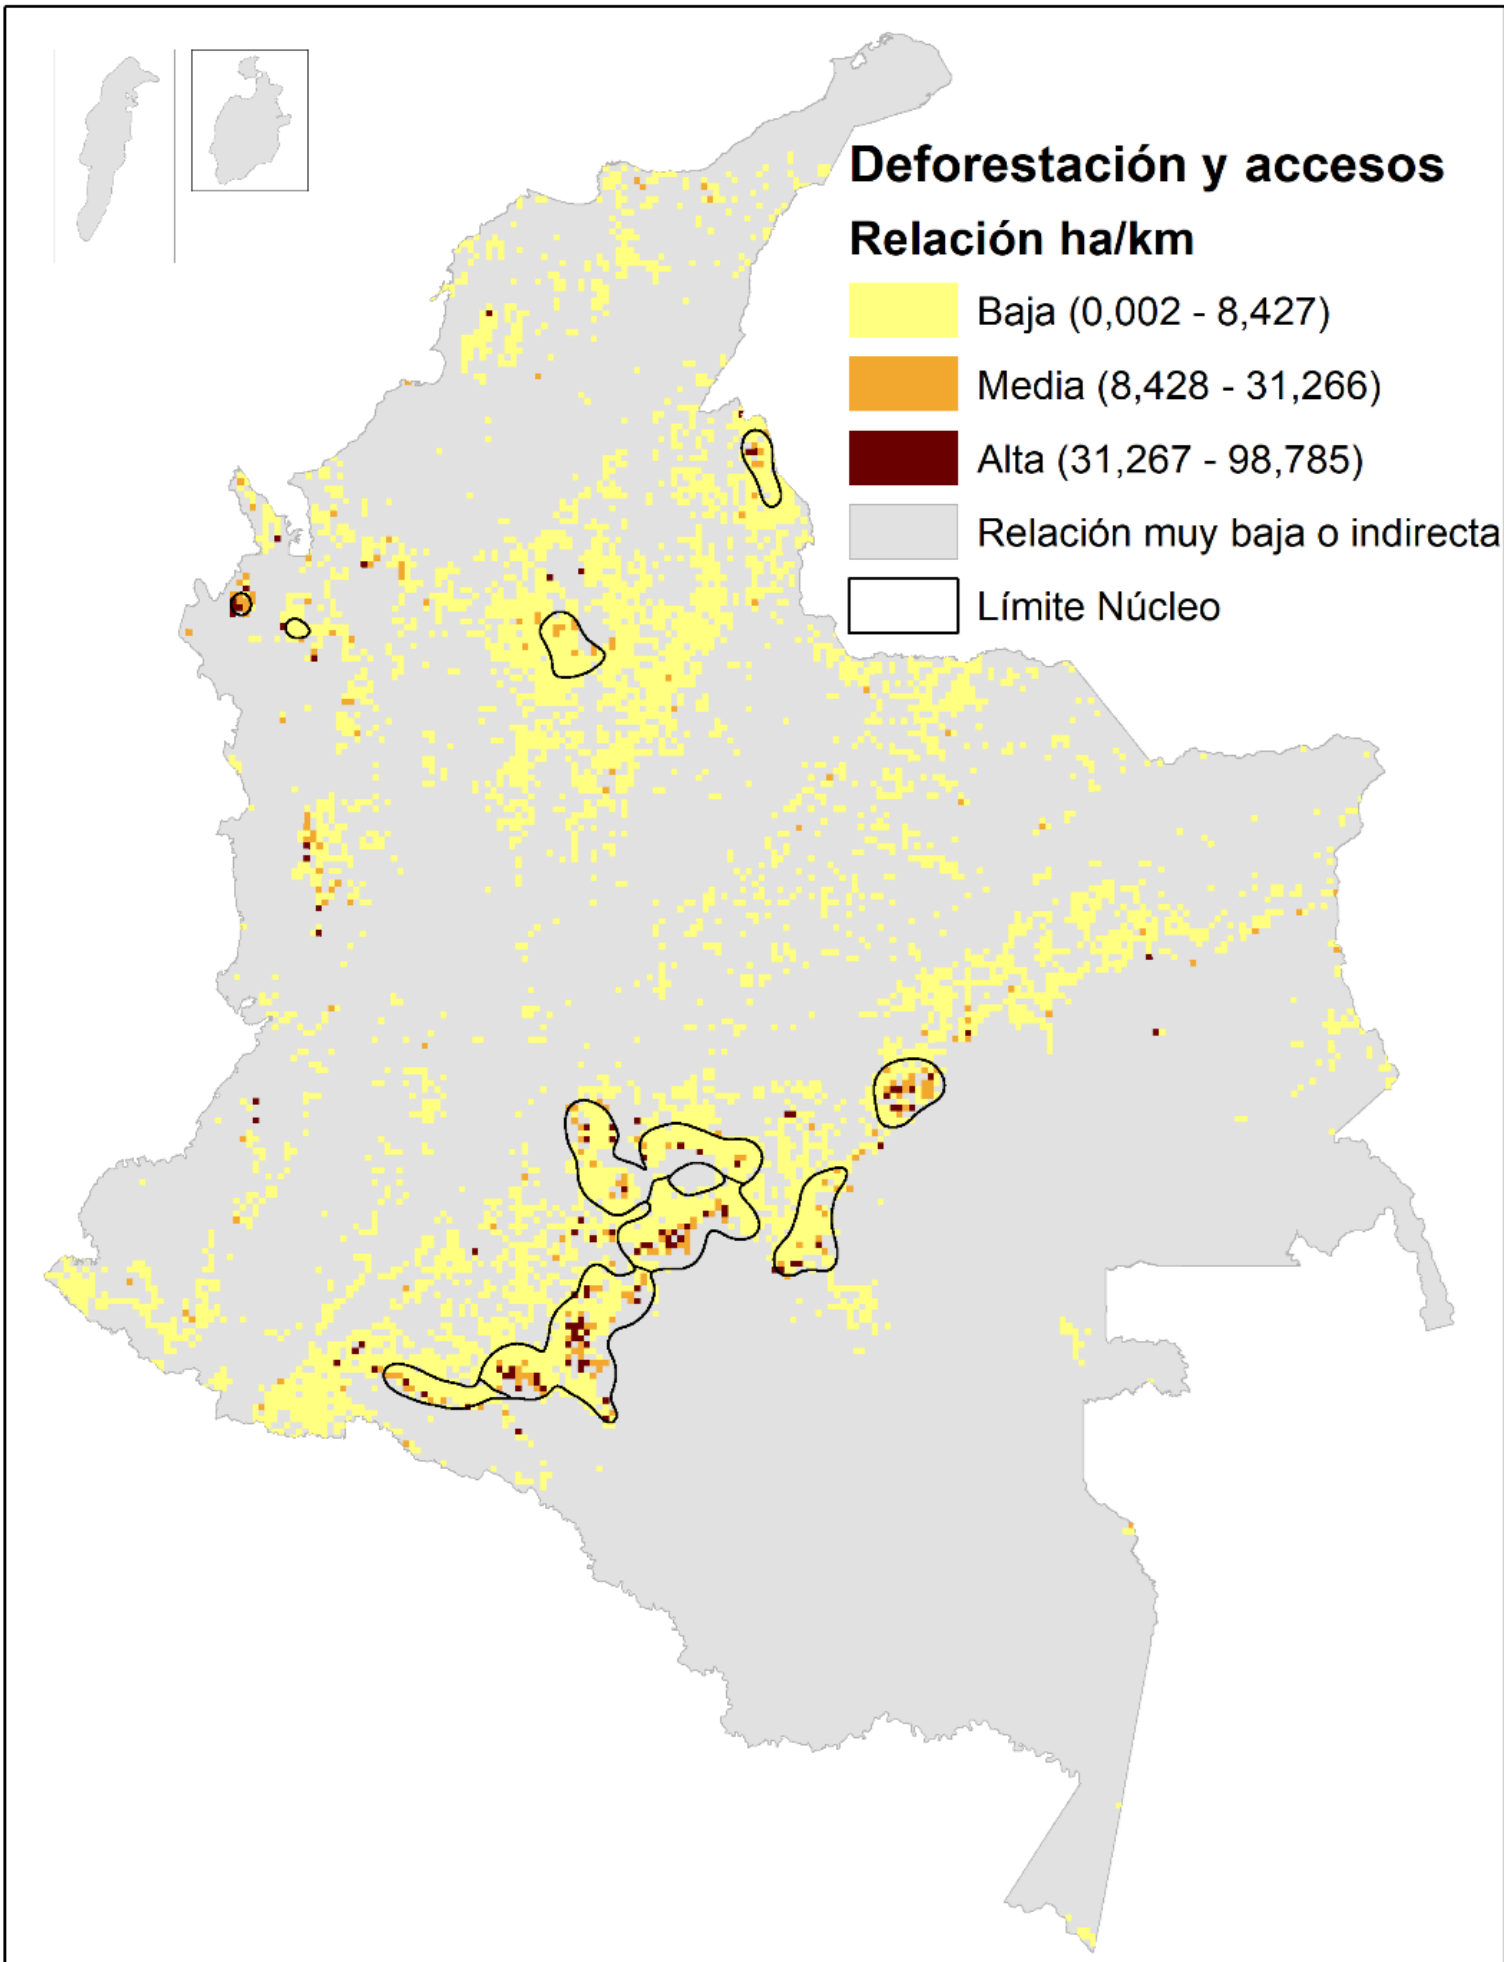 Deforestación y accesos
Relación ha/km
Baja (0,002 - 8,427)
Media (8,428 - 31,266)
Alta (31,267 - 98,785)
Relación muy baja o indirecta
Límite Núcleo